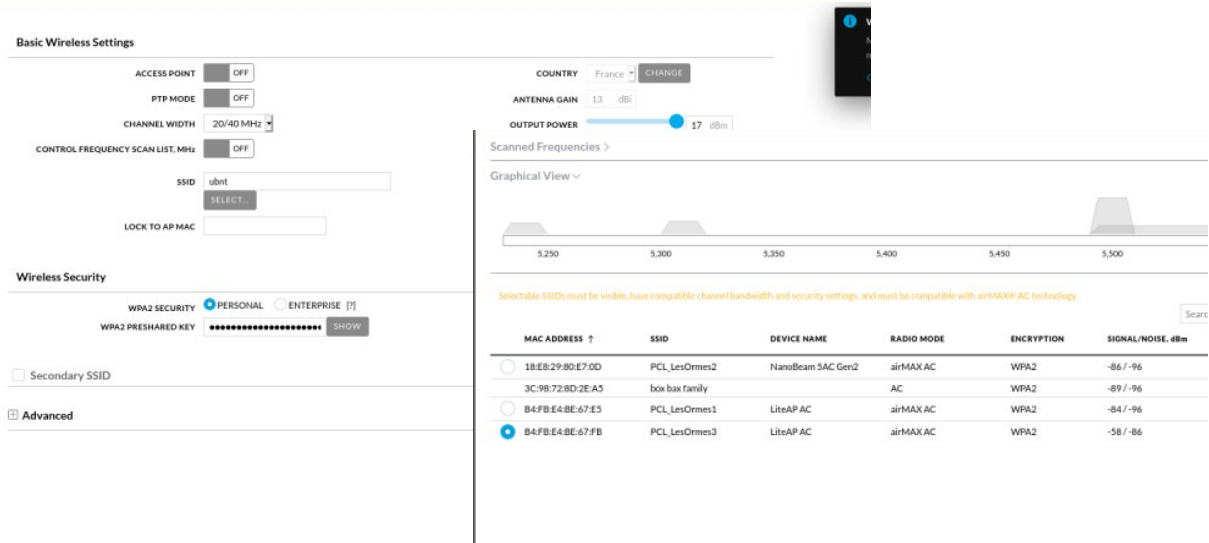 Basic Wireless Settings
ACCESS POINT OFF
COUNTRY France CHANGE
PTP MODE OFF
ANTENNA GAIN 13 dBi
CHANNEL WIDTH 20/40 MHz
OUTPUT POWER 17 dBm
CONTROL FREQUENCY SCAN LIST, MHz OFF
SSID ubnt
SELECT...
LOCK TO AP MAC
Wireless Security
WPA2 SECURITY PERSONAL ENTERPRISE [?]
WPA2 PRESHARED KEY SHOW
Secondary SSID
Advanced
Scanned Frequencies >
Graphical View
5,250 5,300 5,350 5,400 5,450 5,500
Selectable SSIDs must be visible, have compatible channel bandwidth and security settings, and must be compatible with airMAX® AC technology.
Searc
MAC ADDRESS ↑ SSID DEVICE NAME RADIO MODE ENCRYPTION SIGNAL/NOISE, dBm
18:E8:29:80:E7:0D PCL_LesOrmes2 NanoBeam 5AC Gen2 airMAX AC WPA2 -86 / -96
3C:98:72:8D:2E:A5 box bax family AC WPA2 -89 / -96
B4:FB:E4:BE:67:E5 PCL_LesOrmes1 LiteAP AC airMAX AC WPA2 -84 / -96
B4:FB:E4:BE:67:FB PCL_LesOrmes3 LiteAP AC airMAX AC WPA2 -58 / -86